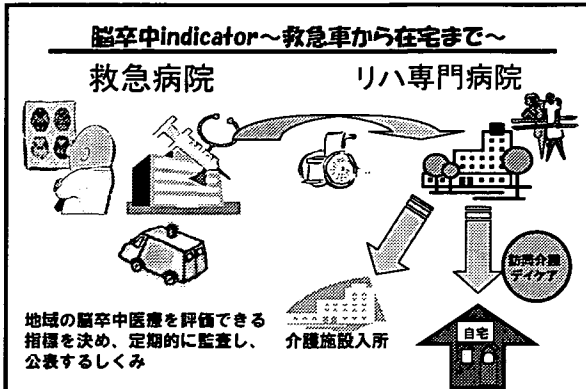 脳卒中indicator～救急車から在宅まで～
救急病院
リハ専門病院
訪問介護
デイケア
自宅
介護施設入所
地域の脳卒中医療を評価できる
指標を決め、定期的に監査し、
公表するしくみ